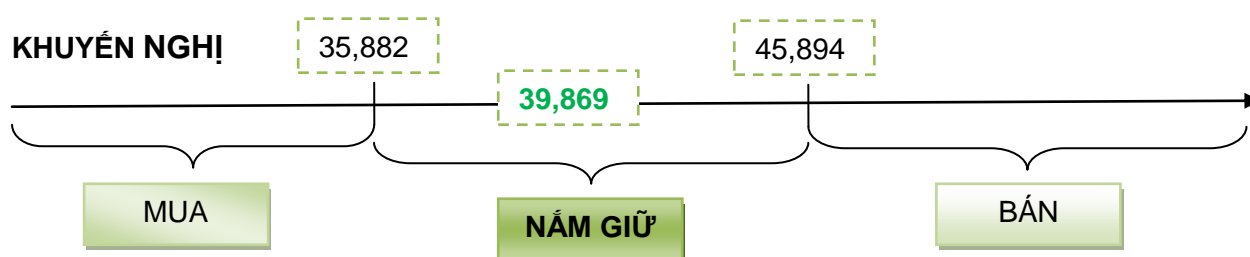 KHUYẾN NGHỊ
35,882
45,894
39,869
MUA
NẮM GIỮ
BÁN